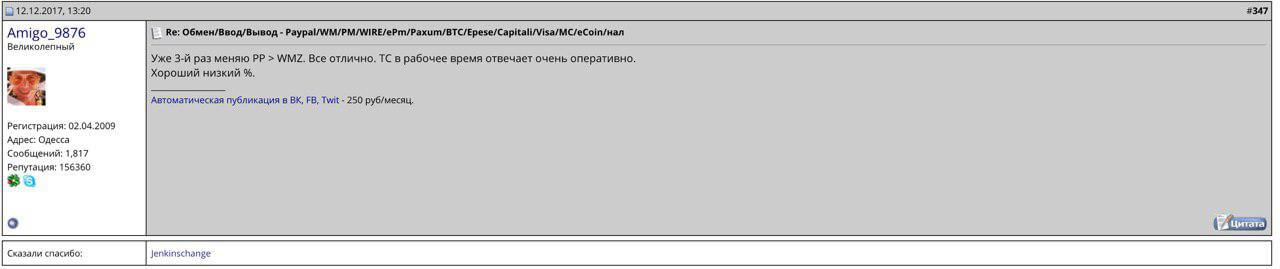 12.12.2017, 13:20
#347
Amigo_9876
Великолепный
Регистрация: 02.04.2009
Адрес: Одесса
Сообщений: 1,817
Репутация: 156360
Re: Обмен/Ввод/Вывод - Paypal/WM/PM/WIRE/ePm/Paxum/BTC/Epese/Capitali/Visa/MC/eCoin/нал
Уже 3-й раз меняю PP > WMZ. Все отлично. ТС в рабочее время отвечает очень оперативно.
Хороший низкий %.
Автоматическая публикация в ВК, FB, Twit - 250 руб/месяц.
Цитата
Сказали спасибо:
Jenkinschange